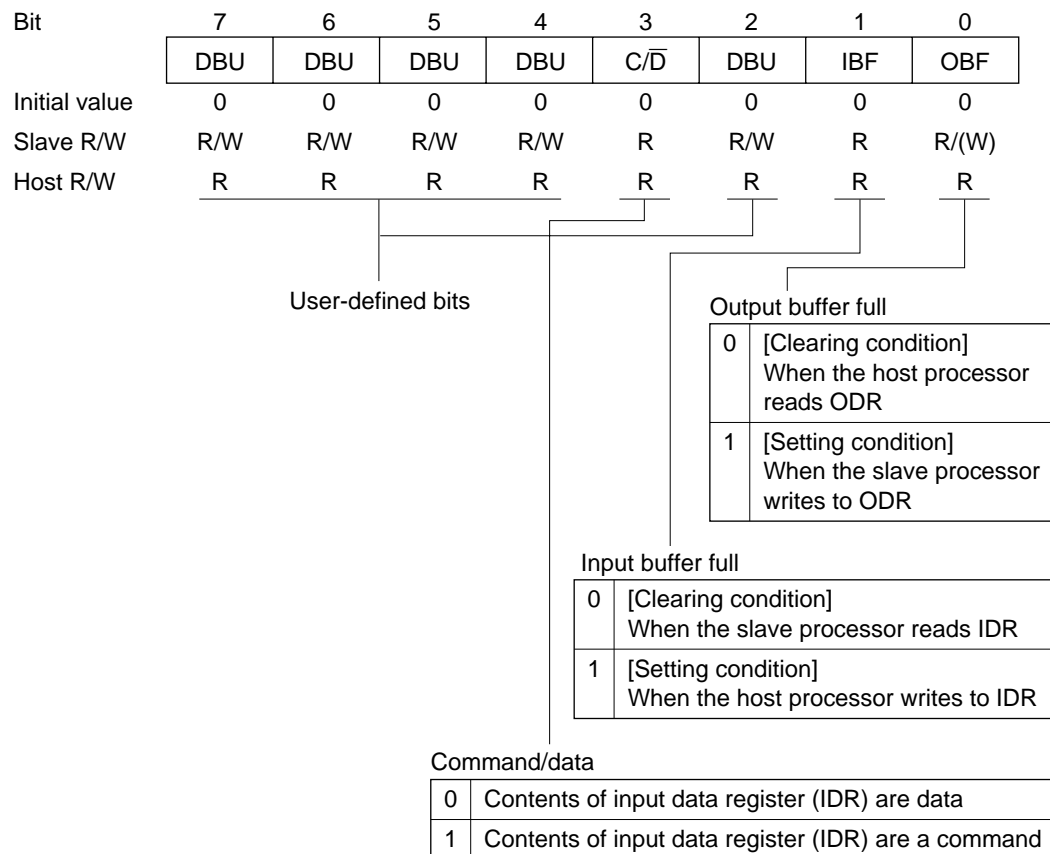 Bit 7 6 5 4 3 2 1 0
DBU DBU DBU DBU C/D̅ DBU IBF OBF
Initial value 0 0 0 0 0 0 0 0
Slave R/W R/W R/W R/W R/W R R/W R R/(W)
Host R/W R R R R R R R R
User-defined bits
Output buffer full
0 [Clearing condition]
When the host processor
reads ODR
1 [Setting condition]
When the slave processor
writes to ODR
Input buffer full
0 [Clearing condition]
When the slave processor reads IDR
1 [Setting condition]
When the host processor writes to IDR
Command/data
0 Contents of input data register (IDR) are data
1 Contents of input data register (IDR) are a command